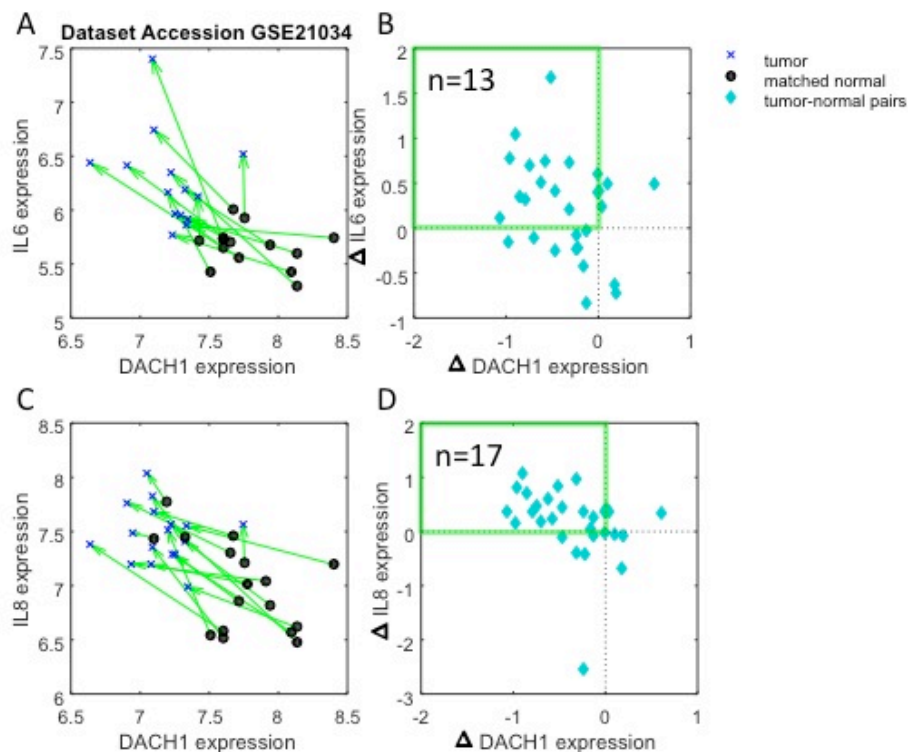 A
Dataset Accession GSE21034
7.5
7
6.5
6
5.5
5
6.5 7 7.5 8 8.5
IL6 expression
DACH1 expression
B
n=13
2
1.5
1
0.5
0
-0.5
-1
-2 -1 0 1
Δ IL6 expression
Δ DACH1 expression
tumor
matched normal
tumor-normal pairs
C
8.5
8
7.5
7
6.5
6
6.5 7 7.5 8 8.5
IL8 expression
DACH1 expression
D
n=17
2
1
0
-1
-2
-3
-2 -1 0 1
Δ IL8 expression
Δ DACH1 expression